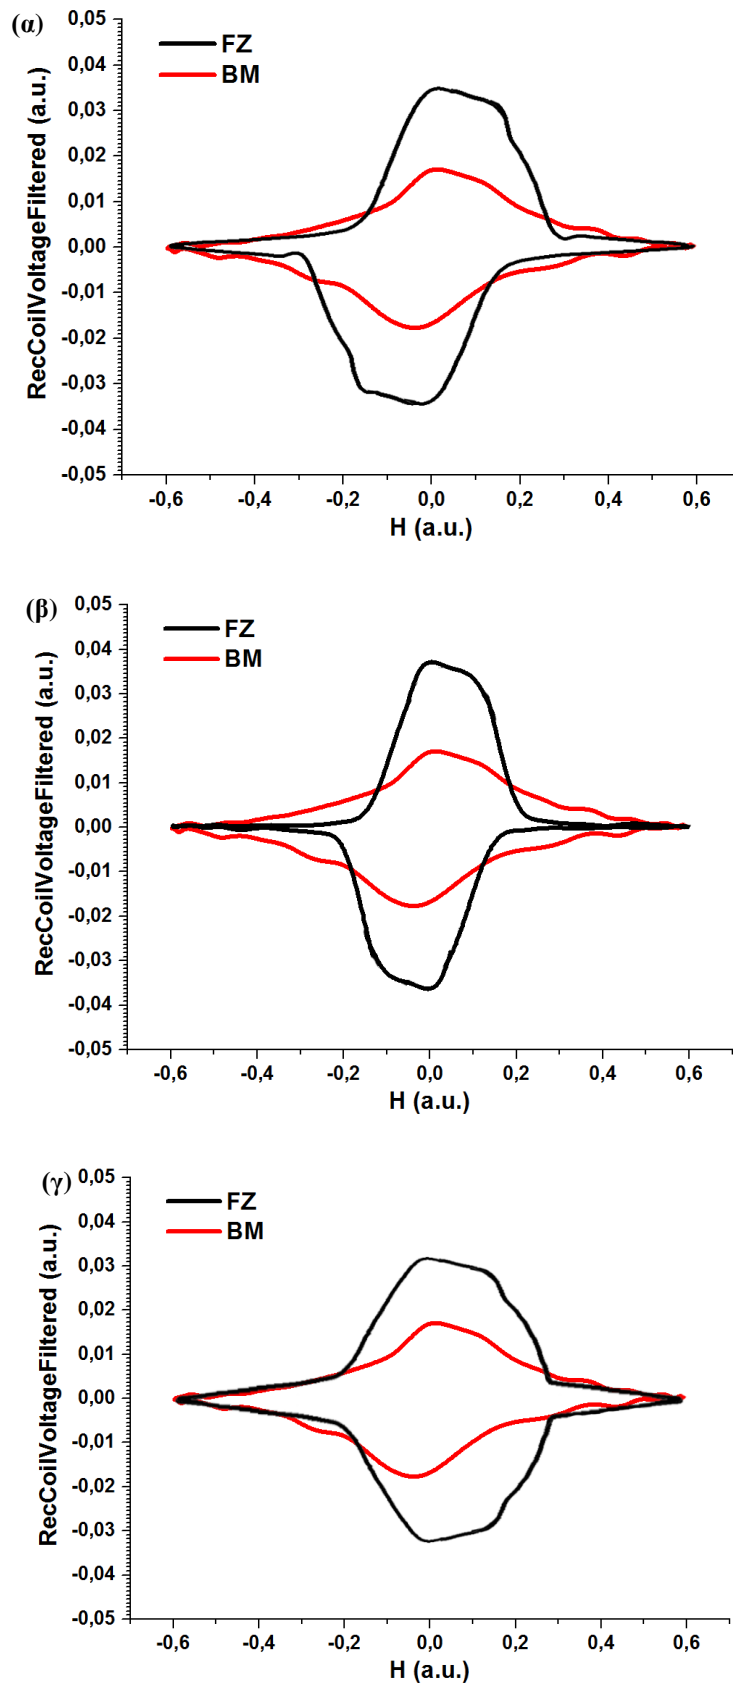 (α)
FZ
BM
RecCoilVoltageFiltered (a.u.)
0,05
0,04
0,03
0,02
0,01
0,00
-0,01
-0,02
-0,03
-0,04
-0,05
-0,6 -0,4 -0,2 0,0 0,2 0,4 0,6
H (a.u.)
(β)
FZ
BM
RecCoilVoltageFiltered (a.u.)
0,05
0,04
0,03
0,02
0,01
0,00
-0,01
-0,02
-0,03
-0,04
-0,05
-0,6 -0,4 -0,2 0,0 0,2 0,4 0,6
H (a.u.)
(γ)
FZ
BM
RecCoilVoltageFiltered (a.u.)
0,05
0,04
0,03
0,02
0,01
0,00
-0,01
-0,02
-0,03
-0,04
-0,05
-0,6 -0,4 -0,2 0,0 0,2 0,4 0,6
H (a.u.)